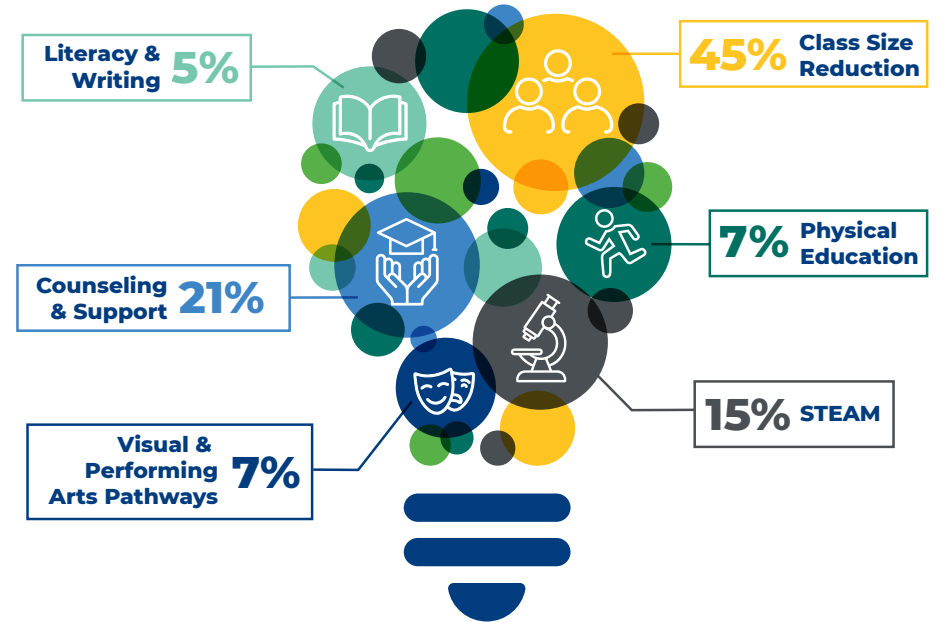 Literacy &
Writing
5%
45%
Class Size
Reduction
7%
Physical
Education
Counseling
& Support
21%
15%
STEAM
Visual &
Performing
Arts Pathways
7%